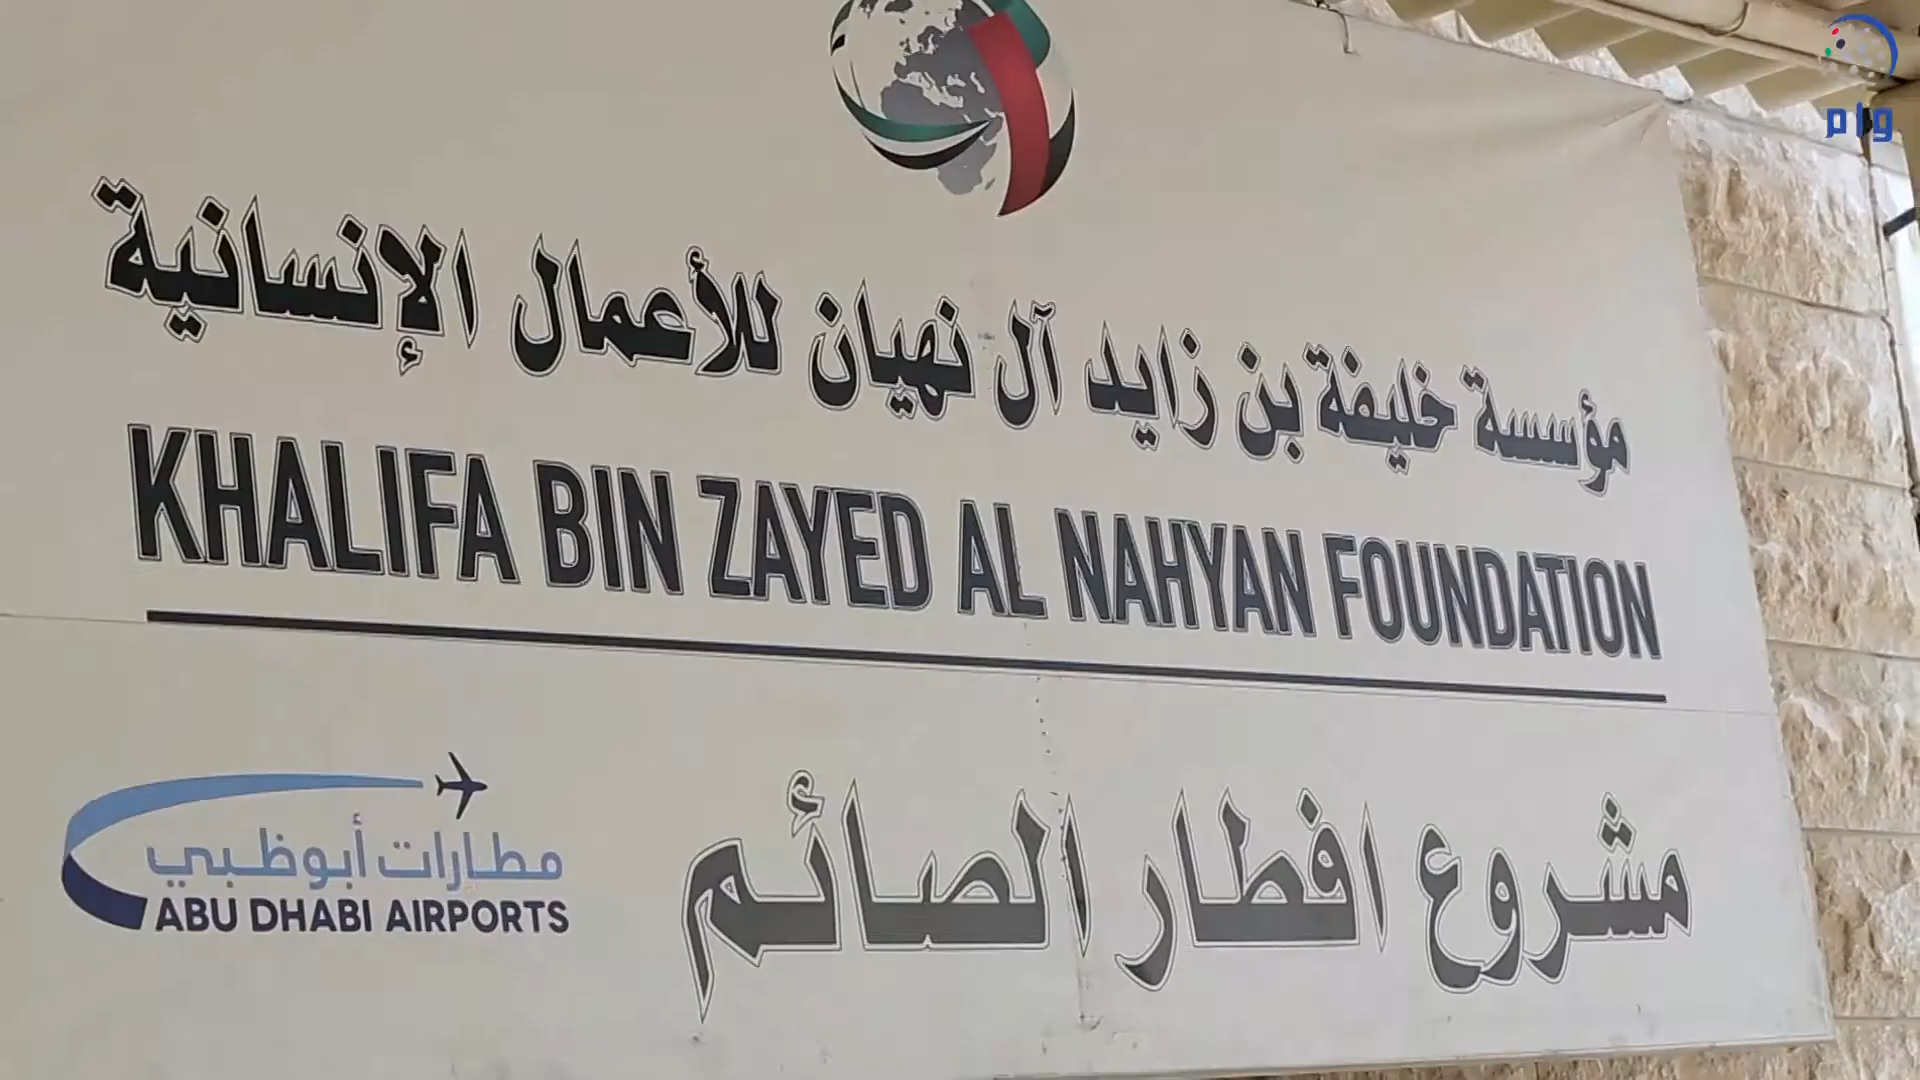 وام
مؤسسة خليفة بن زايد آل نهيان للأعمال الإنسانية
KHALIFA BIN ZAYED AL NAHYAN FOUNDATION
مشروع افطار الصائم
مطارات أبوظبي
ABU DHABI AIRPORTS